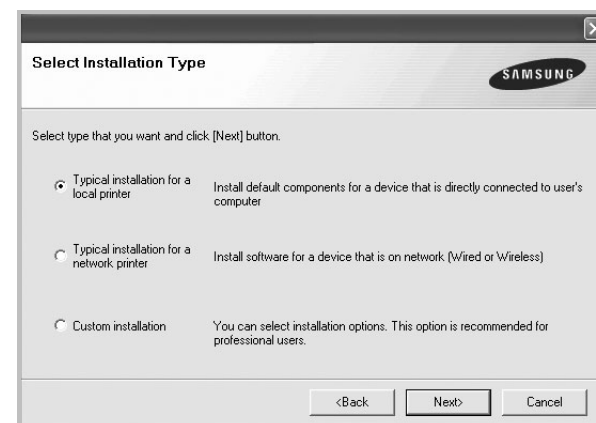 Select Installation Type
SAMSUNG
Select type that you want and click [Next] button.
Typical installation for a
local printer
Install default components for a device that is directly connected to user's
computer
Typical installation for a
network printer
Install software for a device that is on network (Wired or Wireless)
Custom installation
You can select installation options. This option is recommended for
professional users.
<Back
Next>
Cancel